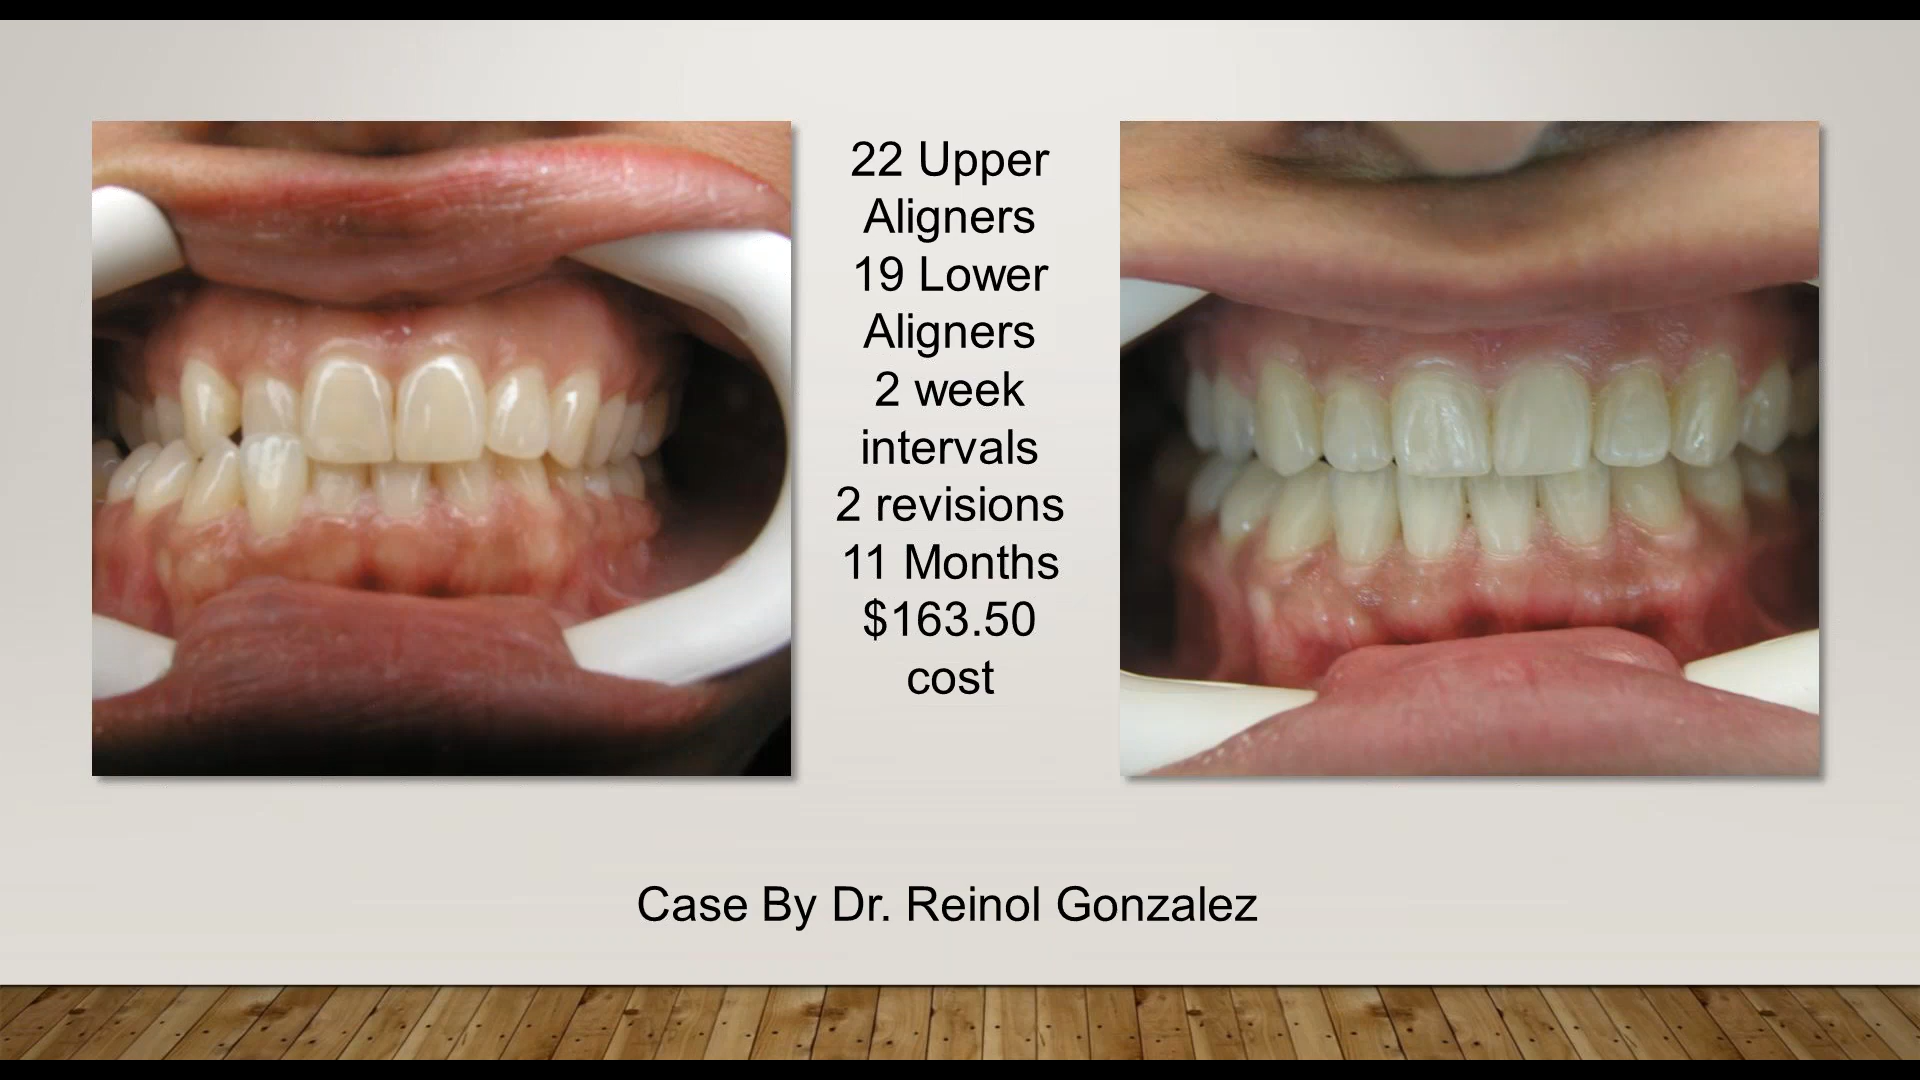 22 Upper
Aligners
19 Lower
Aligners
2 week
intervals
2 revisions
11 Months
$163.50
cost
Case By Dr. Reinol Gonzalez